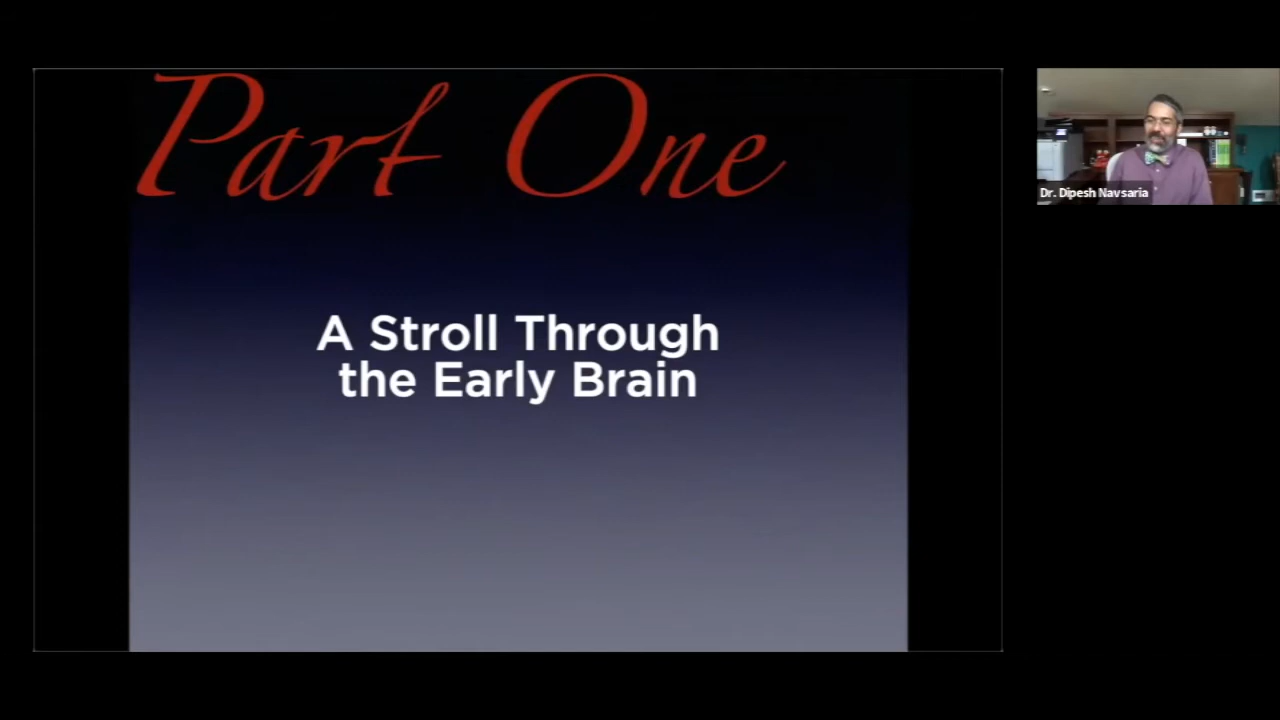 Part One
A Stroll Through
the Early Brain
Dr. Dipesh Navsaria